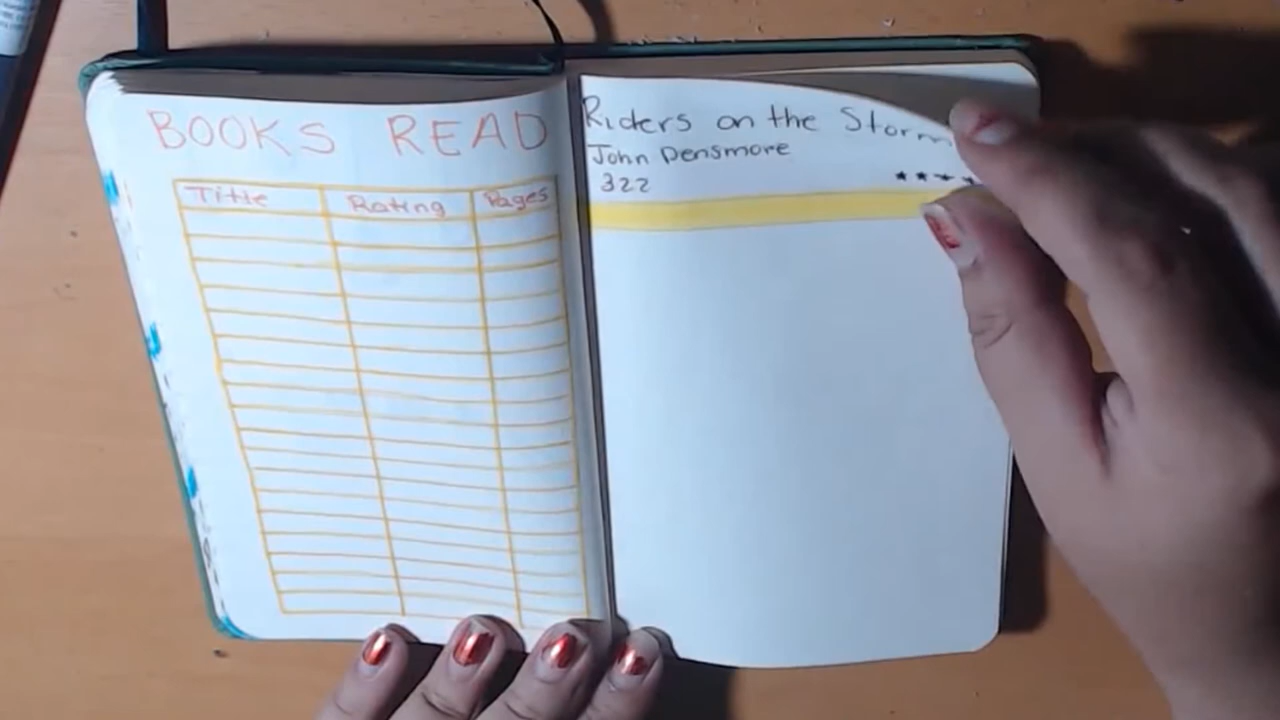 BOOKS READ
Title Rating Pages
Riders on the Storm
John Densmore
322